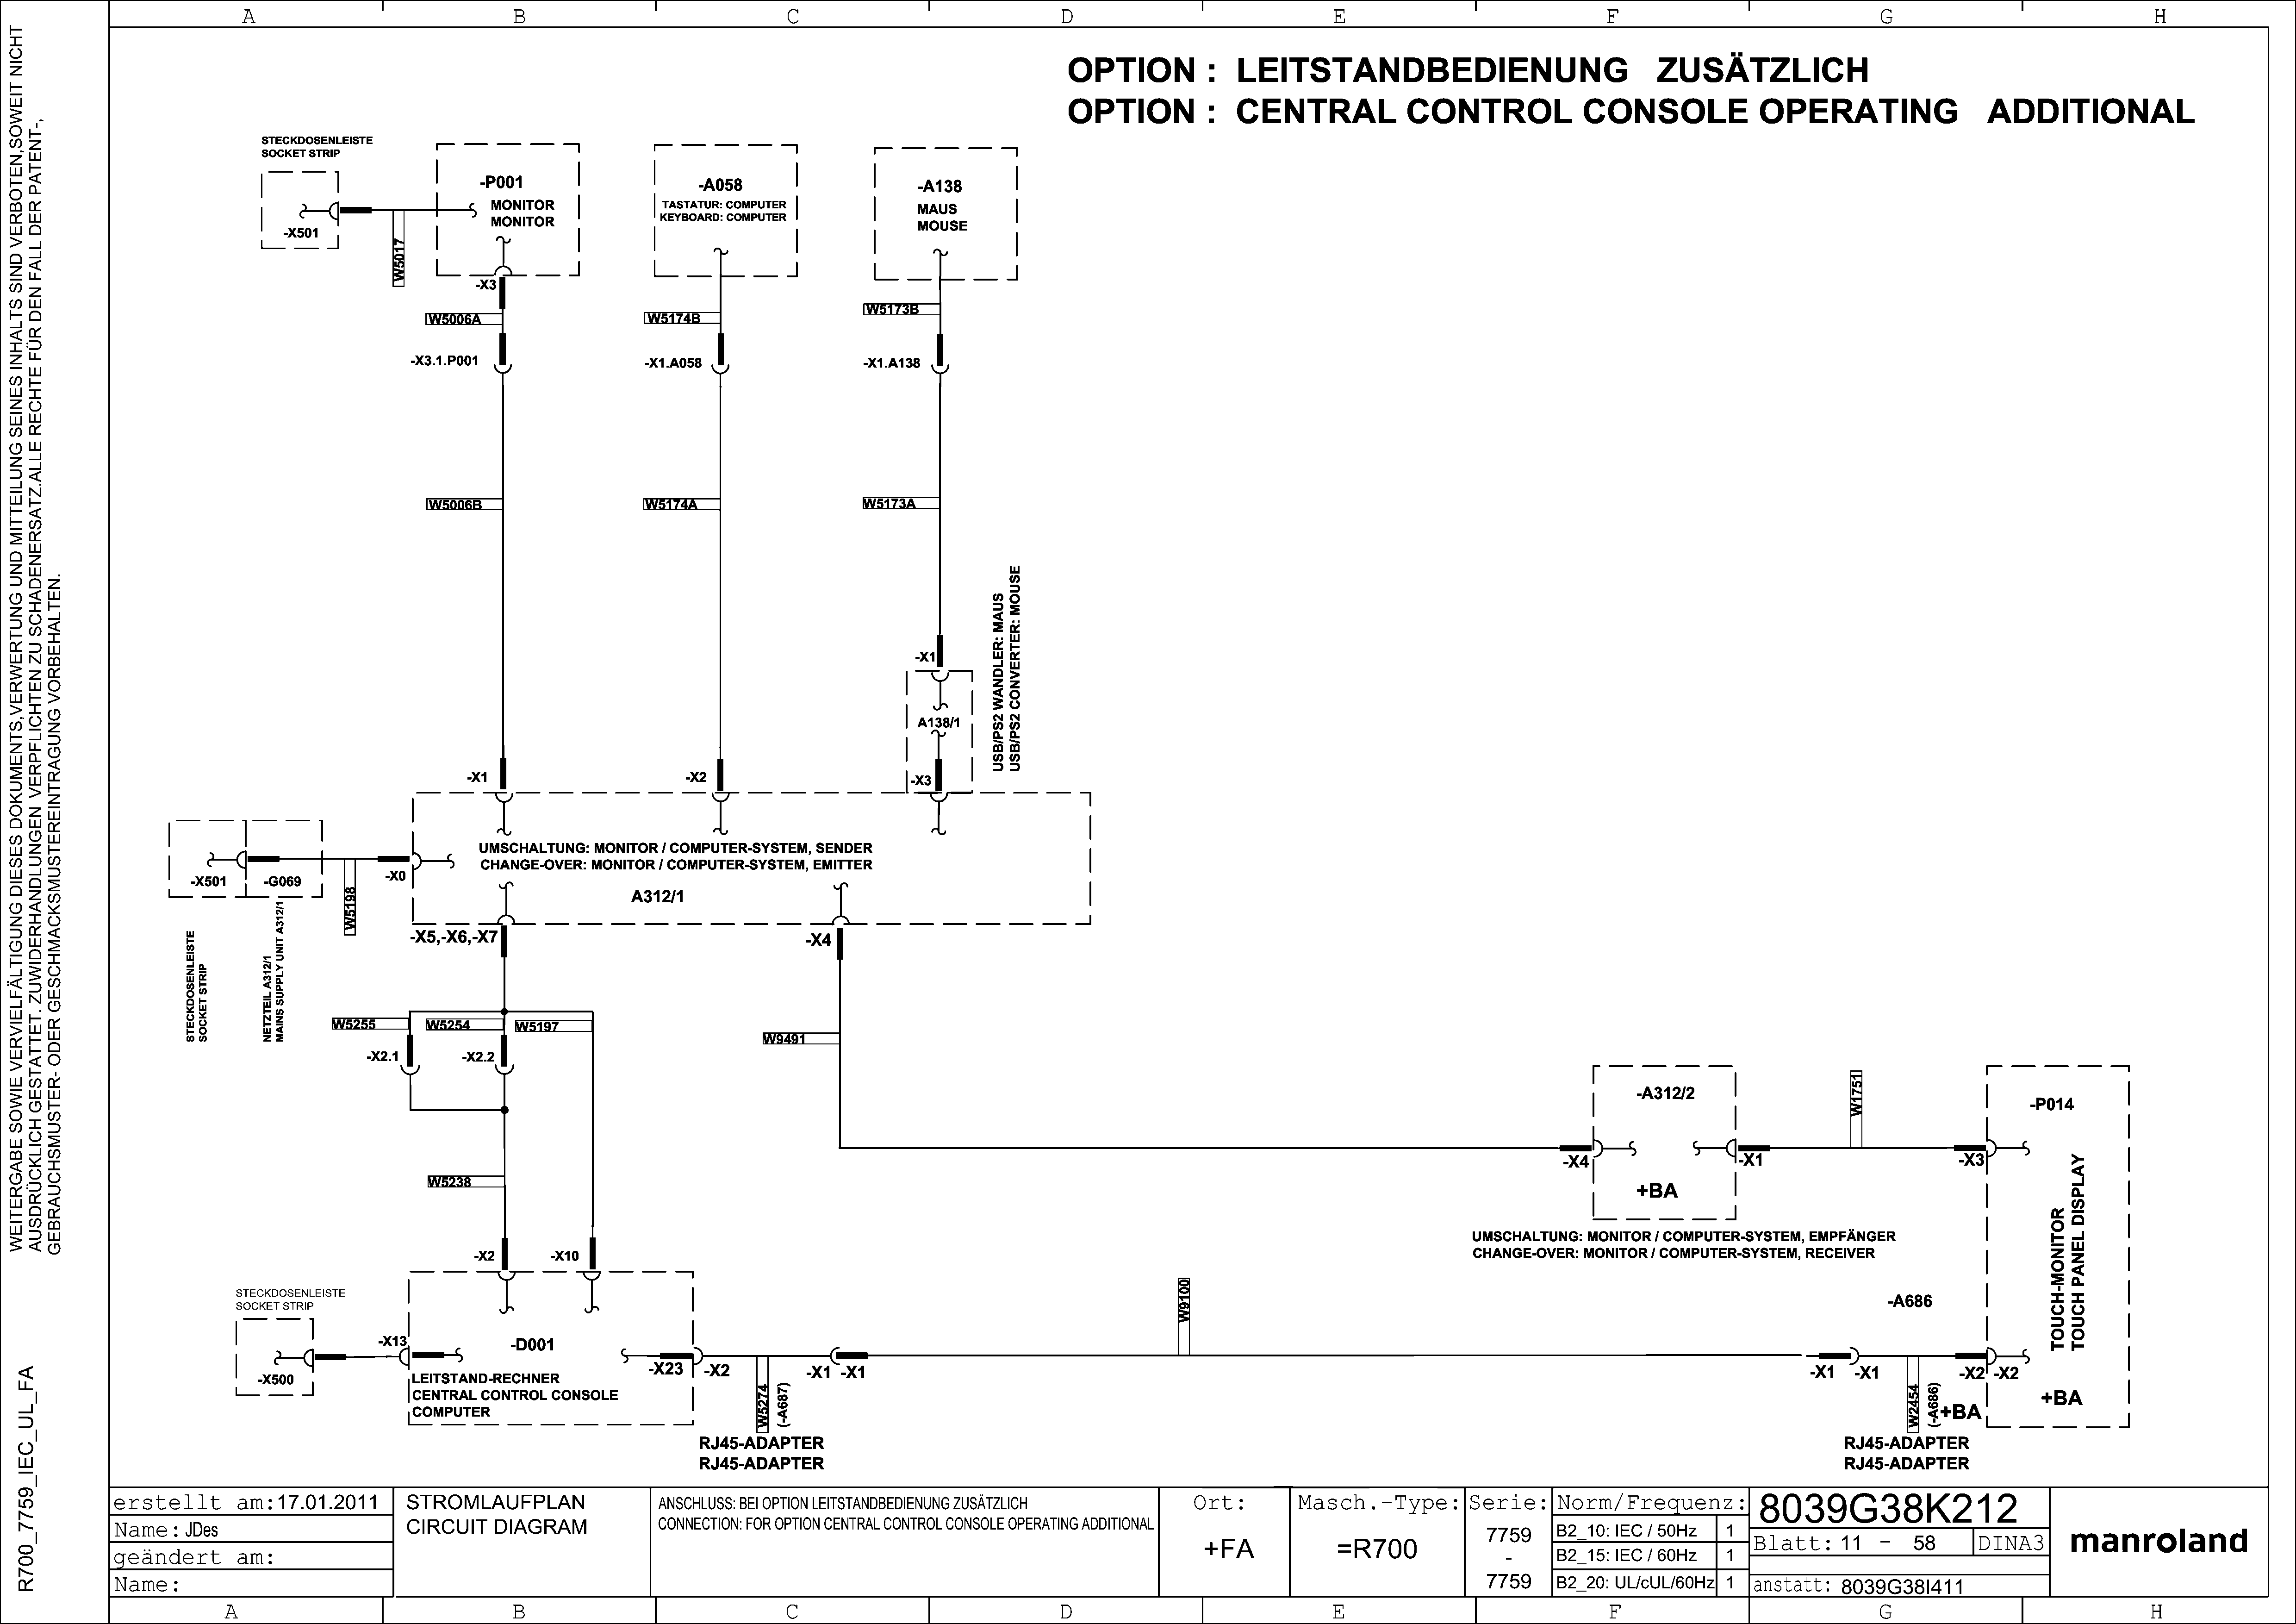 A B C D E F G H
OPTION : LEITSTANDBEDIENUNG ZUSÄTZLICH
OPTION : CENTRAL CONTROL CONSOLE OPERATING ADDITIONAL
WEITERGABE SOWIE VERVIELFÄLTIGUNG DIESES DOKUMENTS,VERWERTUNG UND MITTEILUNG SEINES INHALTS SIND VERBOTEN,SOWEIT NICHT
AUSDRÜCKLICH GESTATTET. ZUWIDERHANDLUNGEN VERPFLICHTEN ZU SCHADENERSATZ.ALLE RECHTE FÜR DEN FALL DER PATENT-,
GEBRAUCHSMUSTER- ODER GESCHMACKSMUSTEREINTRAGUNG VORBEHALTEN.
R700_7759_IEC_UL_FA
STECKDOSENLEISTE
SOCKET STRIP
-X501
W5017
-P001
MONITOR
MONITOR
-A058
TASTATUR: COMPUTER
KEYBOARD: COMPUTER
-A138
MAUS
MOUSE
-X3
W5006A
W5174B
W5173B
-X3.1.P001
-X1.A058
-X1.A138
W5006B
W5174A
W5173A
USB/PS2 WANDLER: MAUS
USB/PS2 CONVERTER: MOUSE
-X1
A138/1
-X1
-X2
-X3
UMSCHALTUNG: MONITOR / COMPUTER-SYSTEM, SENDER
CHANGE-OVER: MONITOR / COMPUTER-SYSTEM, EMITTER
A312/1
-X501
-G069
-X0
W5198
STECKDOSENLEISTE
SOCKET STRIP
NETZTEIL A312/1
MAINS SUPPLY UNIT A312/1
-X5,-X6,-X7
-X4
W5255
W5254
W5197
W9491
-X2.1
-X2.2
W5238
-X2
-X10
-A312/2
-X4
-X1
+BA
W1751
-X3
-P014
UMSCHALTUNG: MONITOR / COMPUTER-SYSTEM, EMPFÄNGER
CHANGE-OVER: MONITOR / COMPUTER-SYSTEM, RECEIVER
TOUCH-MONITOR
TOUCH PANEL DISPLAY
STECKDOSENLEISTE
SOCKET STRIP
-X500
-X13
-D001
LEITSTAND-RECHNER
CENTRAL CONTROL CONSOLE
COMPUTER
-X23
-X2
W5274
(-A687)
-X1
-X1
W9100
-A686
-X1
-X1
W2454
(-A686)
+BA
-X2
-X2
+BA
RJ45-ADAPTER
RJ45-ADAPTER
RJ45-ADAPTER
RJ45-ADAPTER
erstellt am: 17.01.2011
Name: JDes
geändert am:
Name:
STROMLAUFPLAN
CIRCUIT DIAGRAM
ANSCHLUSS: BEI OPTION LEITSTANDBEDIENUNG ZUSÄTZLICH
CONNECTION: FOR OPTION CENTRAL CONTROL CONSOLE OPERATING ADDITIONAL
Ort:
+FA
Masch.-Type:
=R700
Serie:
7759
-
7759
Norm/Frequenz:
B2_10: IEC / 50Hz 1
B2_15: IEC / 60Hz 1
B2_20: UL/cUL/60Hz 1
8039G38K212
Blatt: 11 - 58 DINA3
anstatt: 8039G38I411
manroland
A B C D E F G H